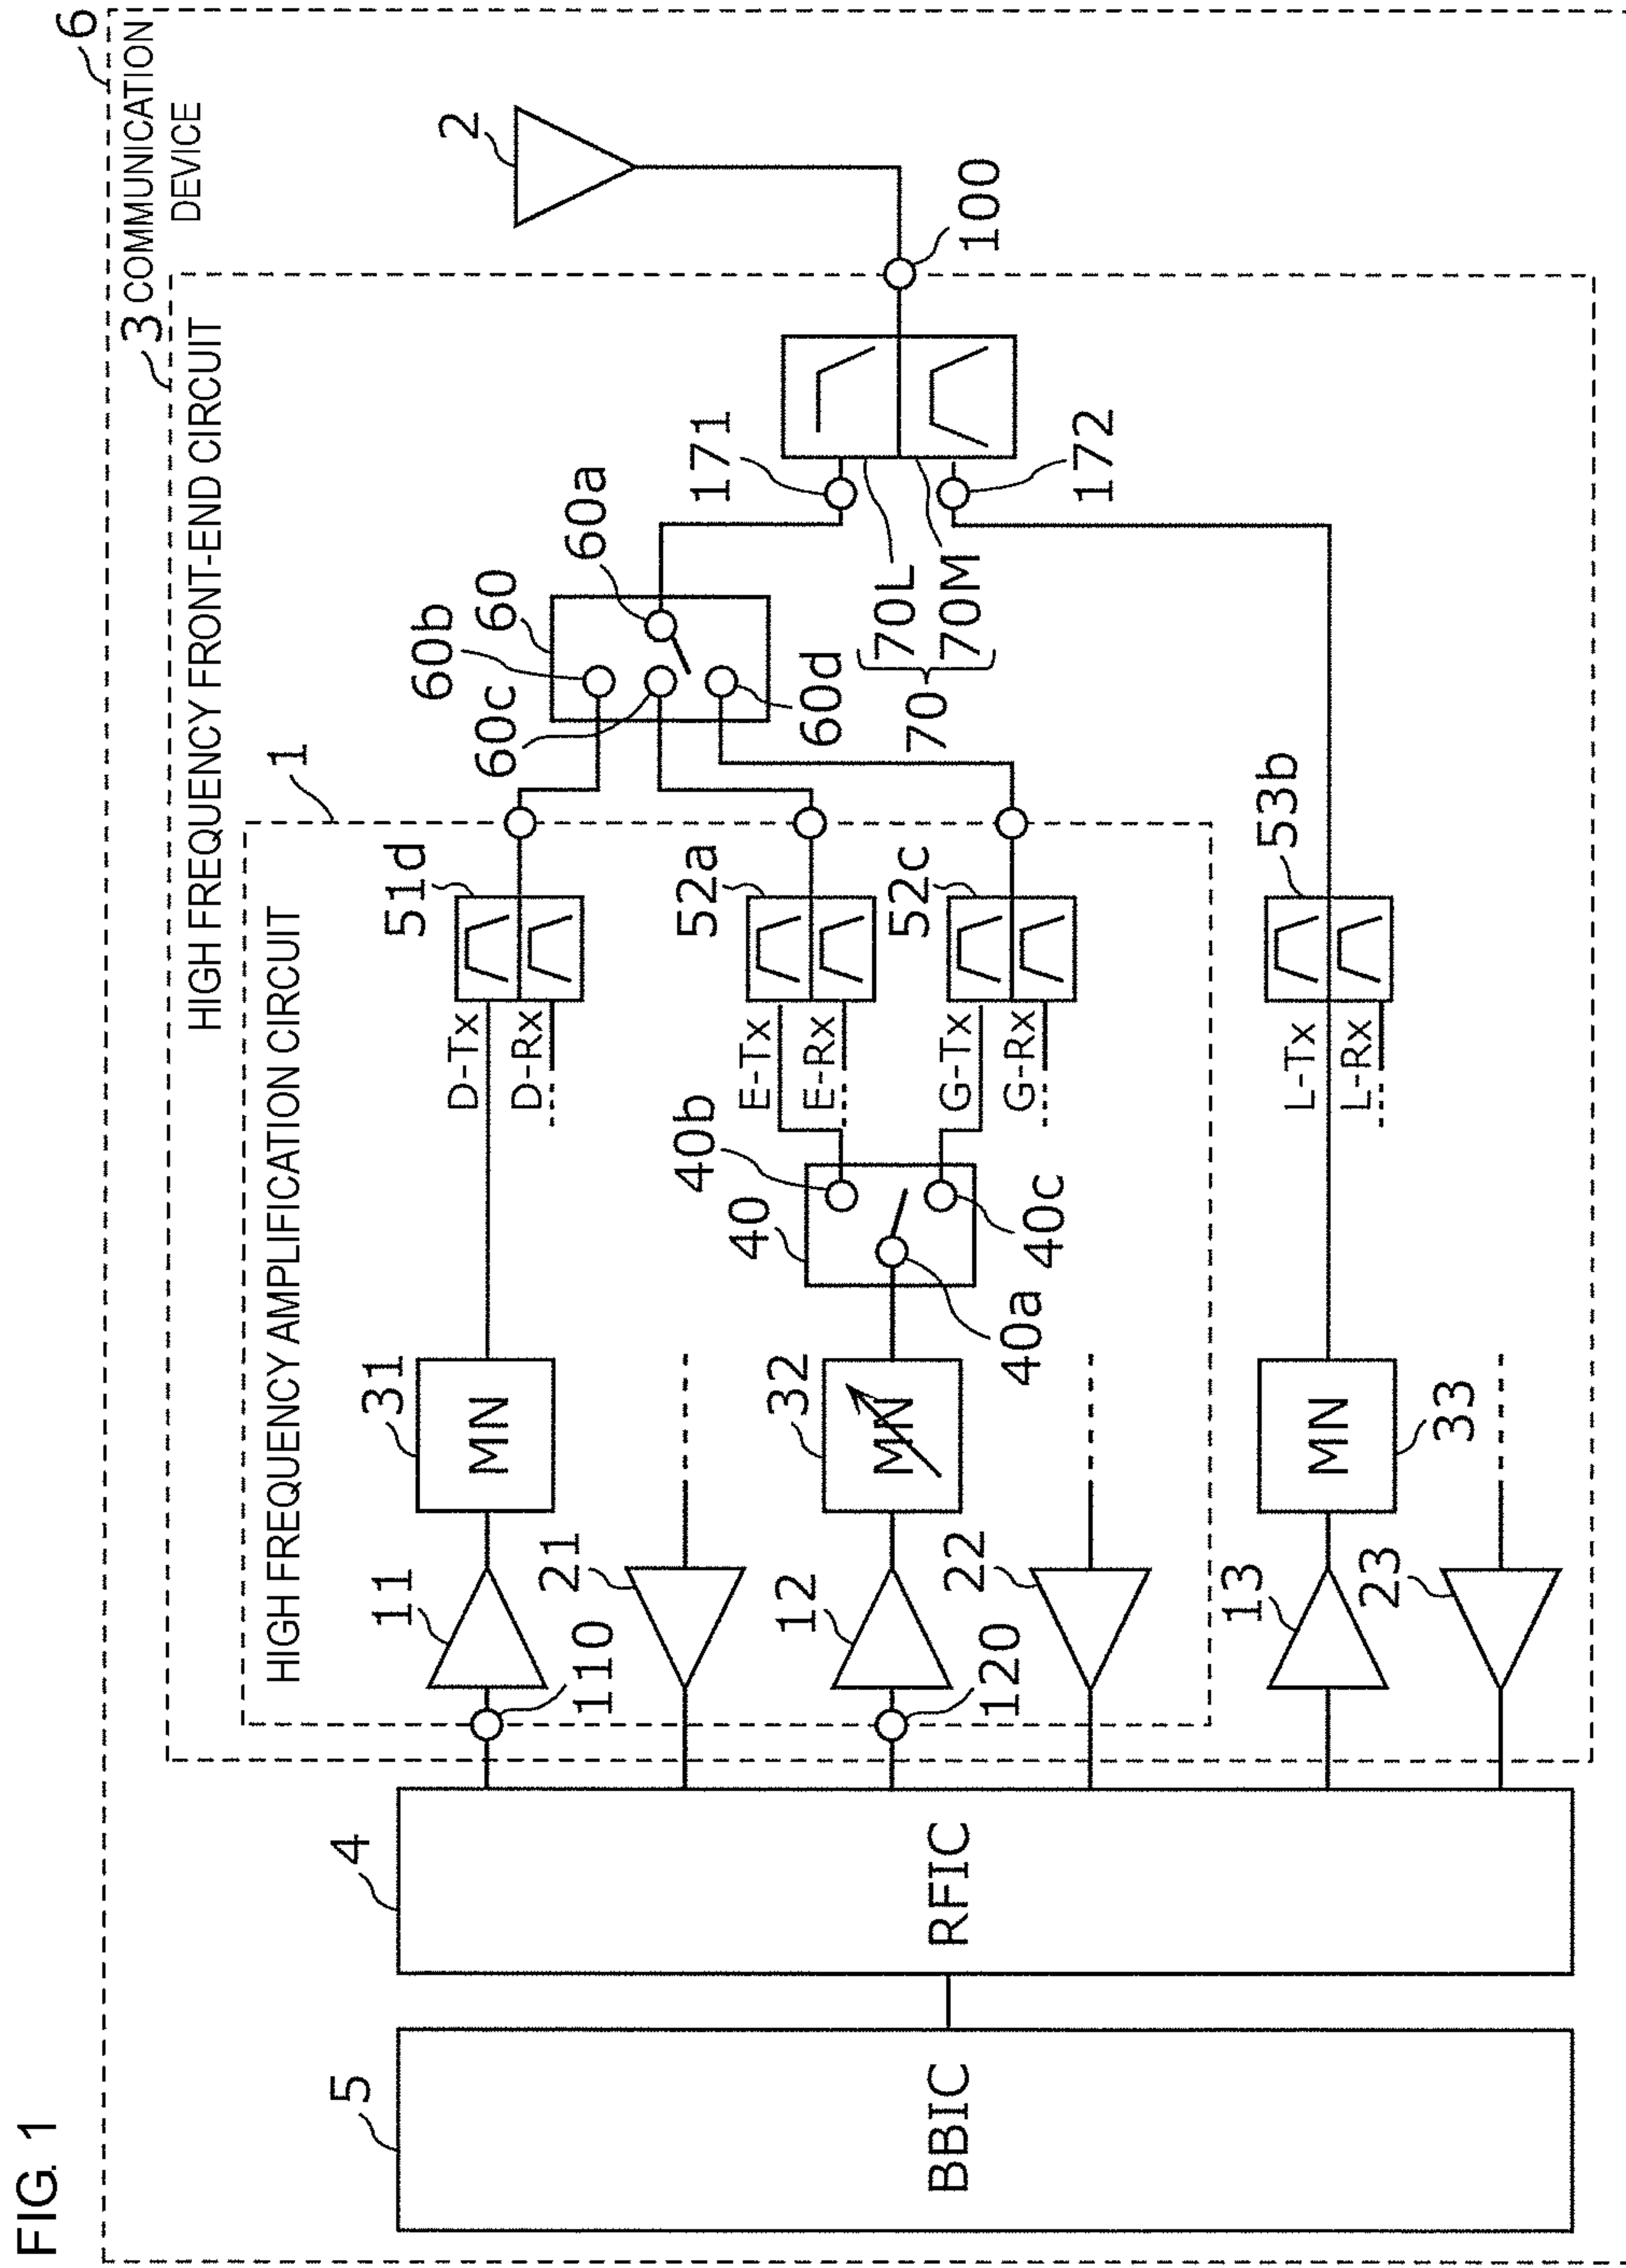 FIG. 1
6
COMMUNICATION
DEVICE
3
HIGH FREQUENCY FRONT-END CIRCUIT
1
HIGH FREQUENCY AMPLIFICATION CIRCUIT
2
100
5
BBIC
4
RFIC
110
11
31
MN
D-Tx
D-Rx
51d
21
120
12
32
MN
40
40a
40b
40c
E-Tx
E-Rx
52a
G-Tx
G-Rx
52c
22
60
60a
60b
60c
60d
171
172
70
70L
70M
13
33
MN
L-Tx
L-Rx
53b
23